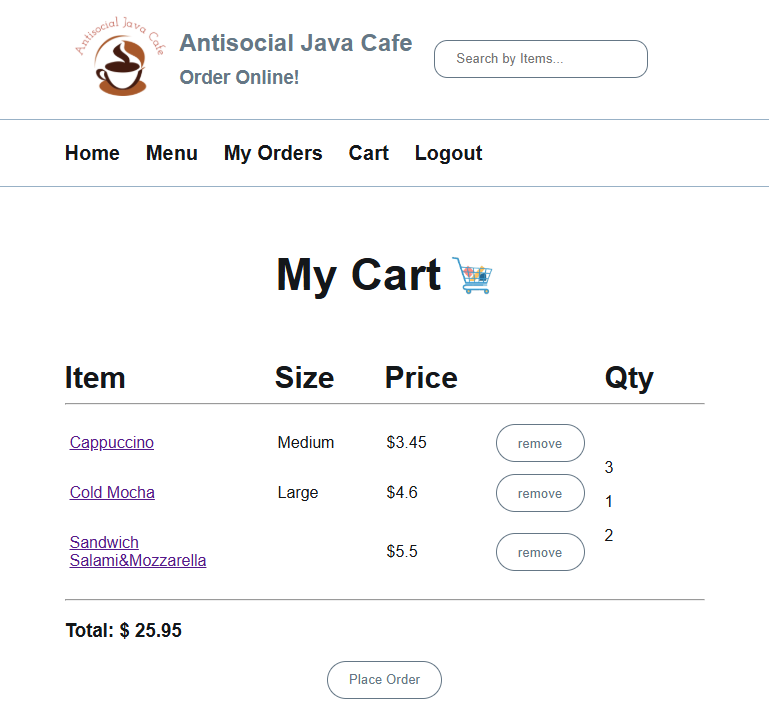 Antisocial Java Cafe
Antisocial Java Cafe
Order Online!
Search by Items...
Home Menu My Orders Cart Logout
My Cart
Item Size Price Qty
Cappuccino Medium $3.45 remove
3
Cold Mocha Large $4.6 remove
1
Sandwich
Salami&Mozzarella $5.5 remove
2
Total: $ 25.95
Place Order